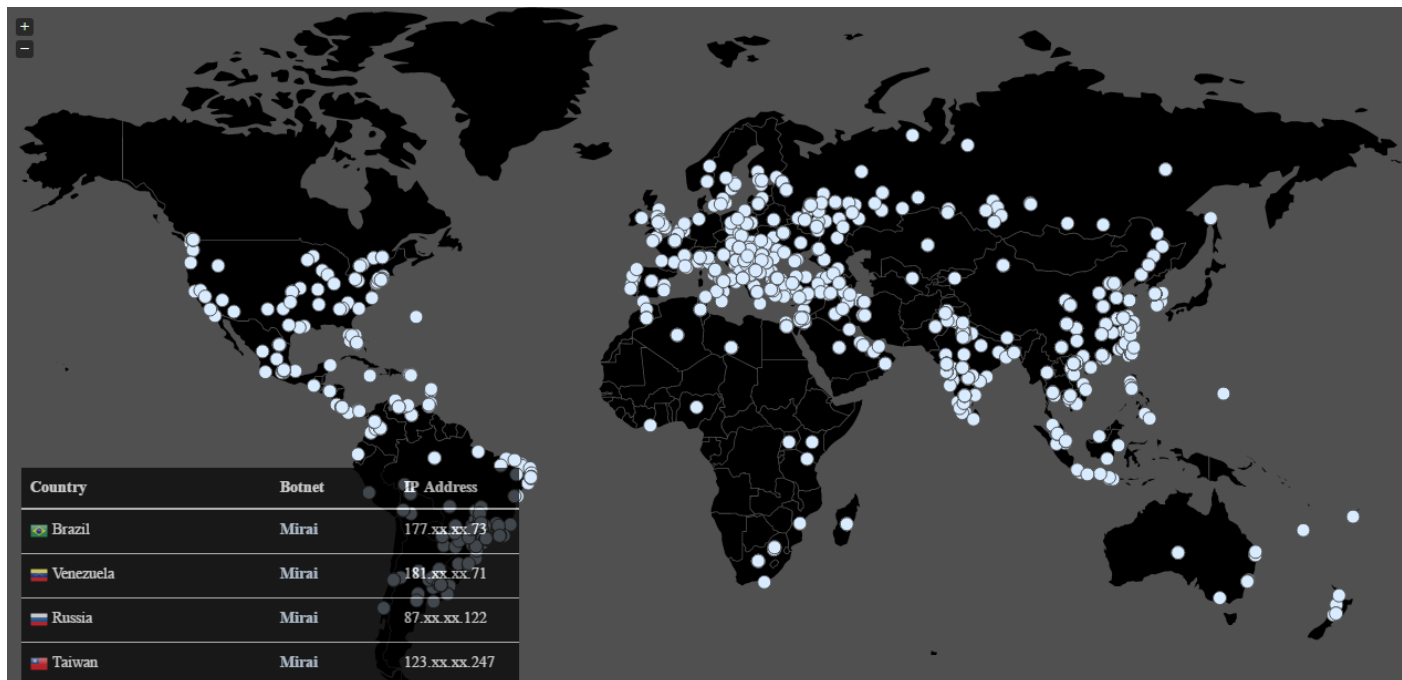 +
−
Country Botnet IP Address
Brazil Mirai 177.xx.xx.73
Venezuela Mirai 181.xx.xx.71
Russia Mirai 87.xx.xx.122
Taiwan Mirai 123.xx.xx.247